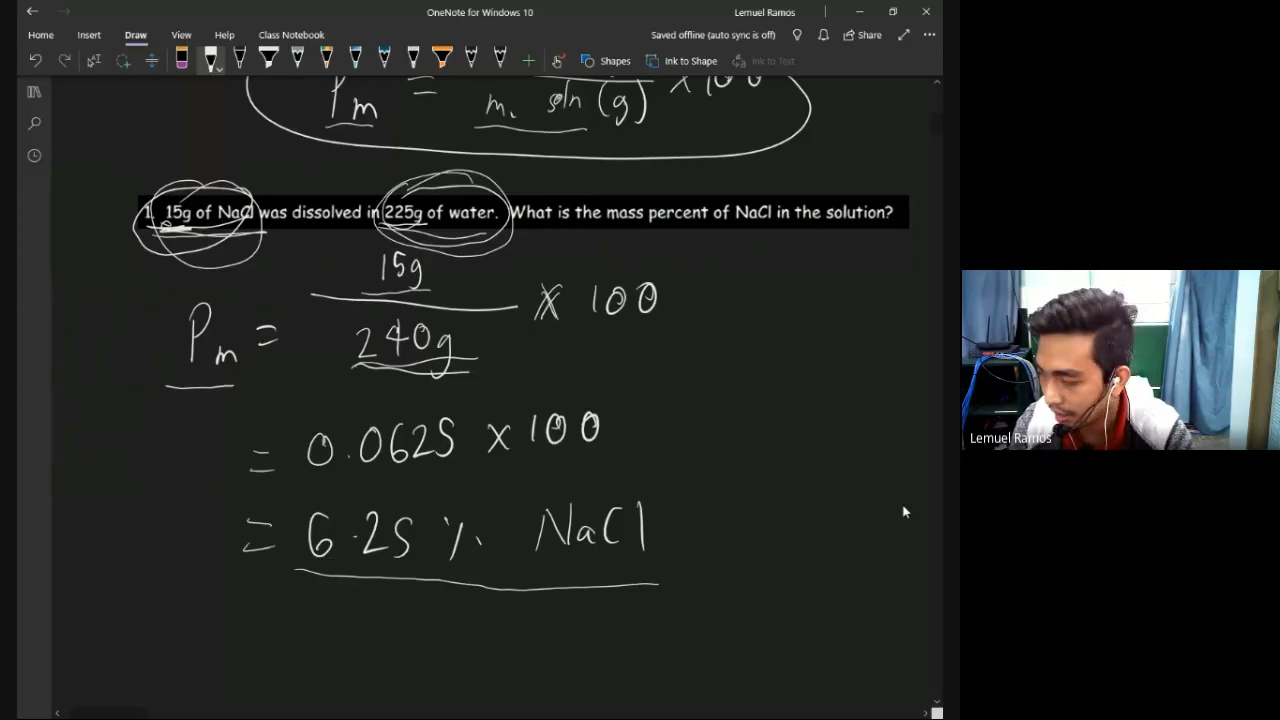 OneNote for Windows 10
Lemuel Ramos
Home Insert Draw View Help Class Notebook
Saved offline (auto sync is off) Share
Shapes Ink to Shape Ink to Text
Pm = m. soln (g) × 100
1. 15g of NaCl was dissolved in 225g of water. What is the mass percent of NaCl in the solution?
15g
Pm = × 100
240g
= 0.0625 × 100
= 6.25 % NaCl
Lemuel Ramos